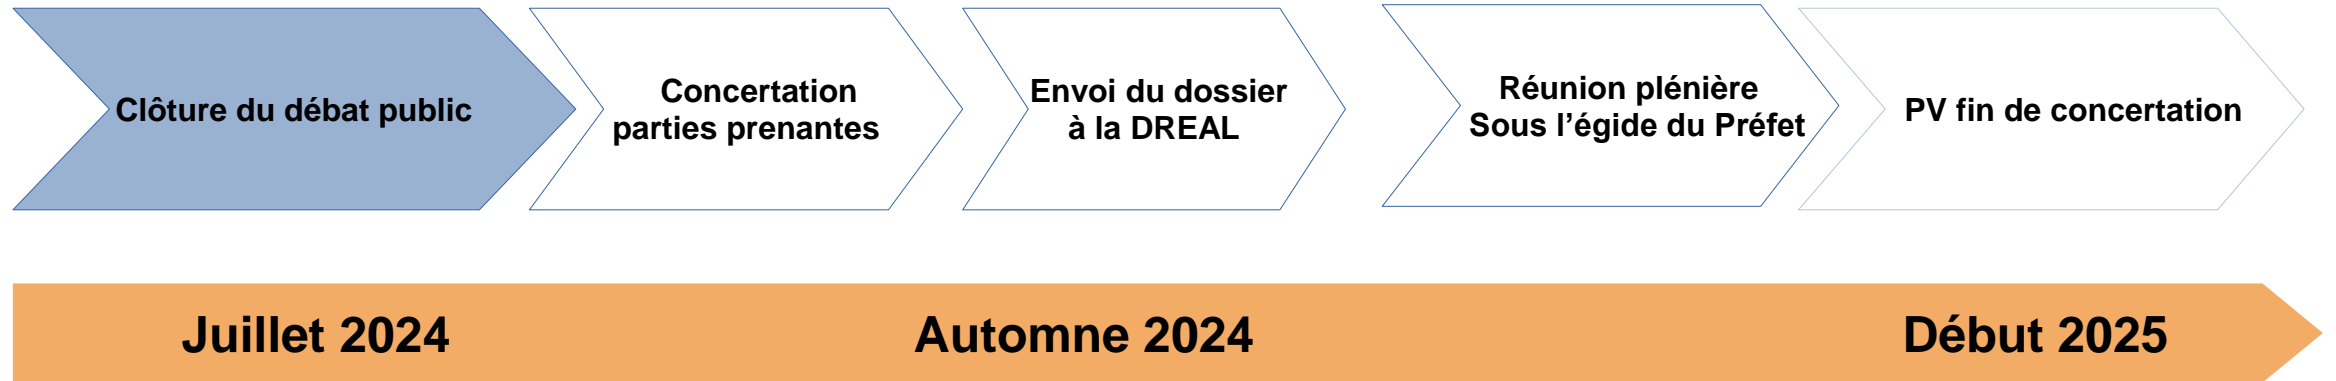 Clôture du débat public
Concertation
parties prenantes
Envoi du dossier
à la DREAL
Réunion plénière
Sous l’égide du Préfet
PV fin de concertation
Juillet 2024
Automne 2024
Début 2025